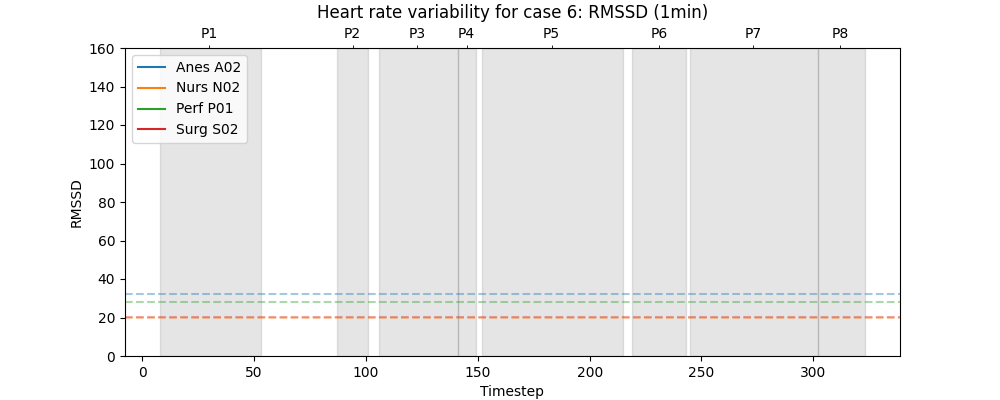 Heart rate variability for case 6: RMSSD (1min)
P1 P2 P3 P4 P5 P6 P7 P8
160
140
120
100
80
60
40
20
0
RMSSD
Anes A02
Nurs N02
Perf P01
Surg S02
0 50 100 150 200 250 300
Timestep